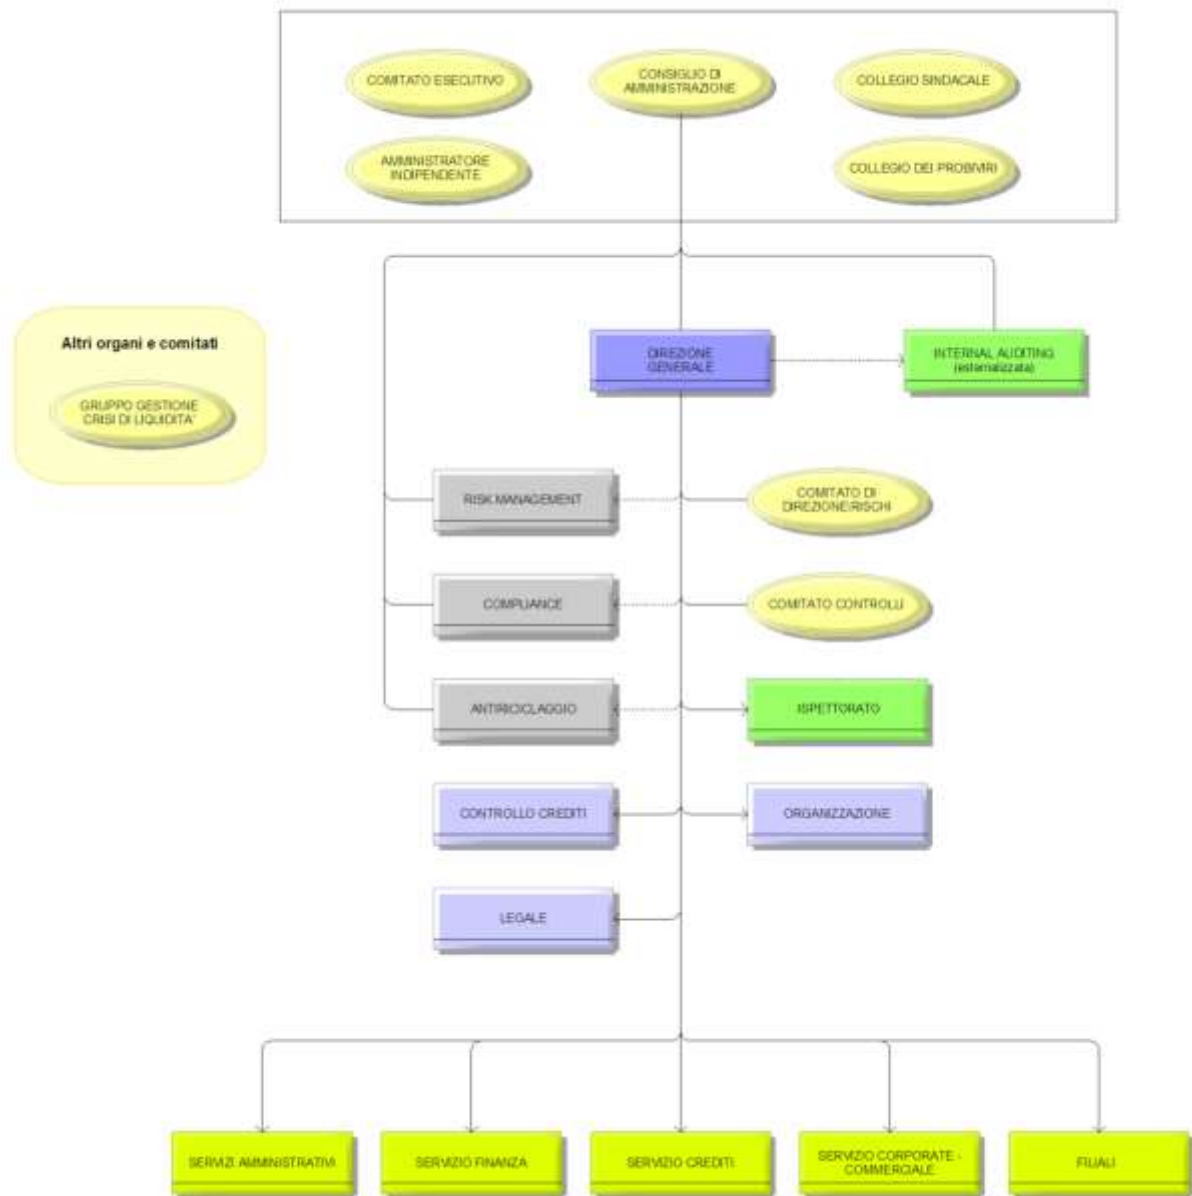 COMITATO ESECUTIVO
CONSIGLIO DI
AMMINISTRAZIONE
COLLEGIO SINDACALE
AMMINISTRATORE
INDIPENDENTE
COLLEGIO DEI PROBIVIRI
Altri organi e comitati
GRUPPO GESTIONE
CRISI DI LIQUIDITA'
DIREZIONE
GENERALE
INTERNAL AUDITING
(esternalizzata)
RISK MANAGEMENT
COMITATO DI
DIREZIONE/RISCHI
COMPLIANCE
COMITATO CONTROLLI
ANTIRICICLAGGIO
ISPETTORATO
CONTROLLO CREDITI
ORGANIZZAZIONE
LEGALE
SERVIZI AMMINISTRATIVI
SERVIZIO FINANZA
SERVIZIO CREDITI
SERVIZIO CORPORATE -
COMMERCIALE
FILIALI